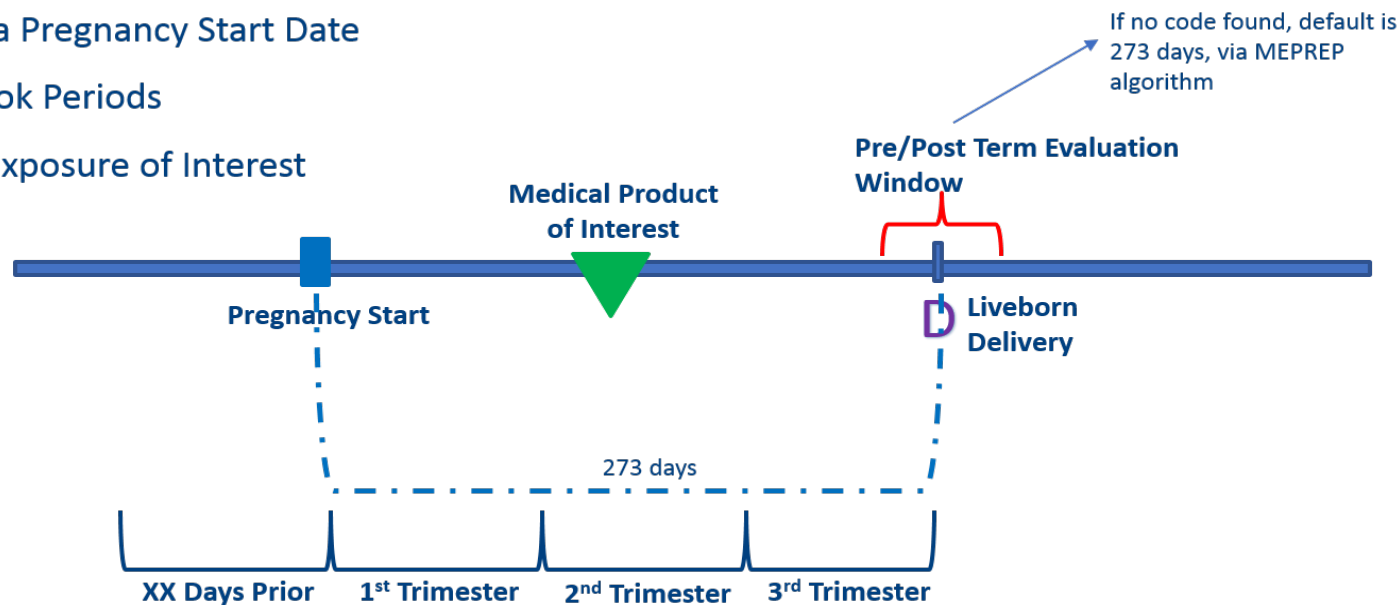 a Pregnancy Start Date
ok Periods
xposure of Interest
If no code found, default is
273 days, via MEPREP
algorithm
Pre/Post Term Evaluation
Window
Medical Product
of Interest
Pregnancy Start
D
Liveborn
Delivery
273 days
XX Days Prior
1st Trimester
2nd Trimester
3rd Trimester